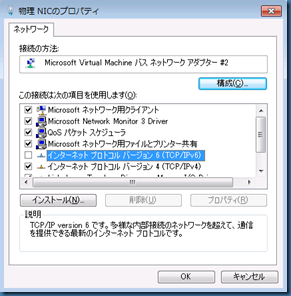 物理 NICのプロパティ
ネットワーク
接続の方法:
Microsoft Virtual Machine バス ネットワーク アダプター #2
構成(C)...
この接続は次の項目を使用します(O):
Microsoft ネットワーク用クライアント
Microsoft Network Monitor 3 Driver
QoS パケット スケジューラ
Microsoft ネットワーク用ファイルとプリンター共有
インターネット プロトコル バージョン 6 (TCP/IPv6)
インターネット プロトコル バージョン 4 (TCP/IPv4)
インストール(N)...
削除(U)
プロパティ(R)
説明
TCP/IP version 6 です。多様な内部接続のネットワークを超えて、通信
を提供できる最新のインターネット プロトコルです。
OK
キャンセル